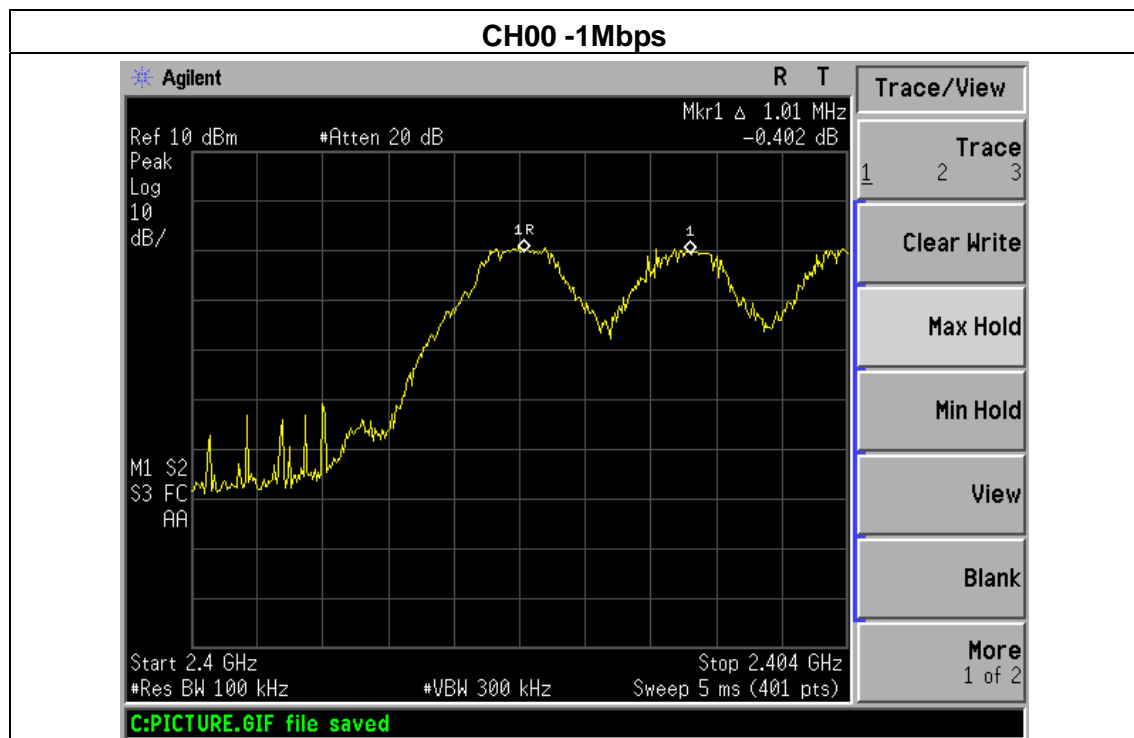 CH00 -1Mbps
Agilent R T
Mkr1 Δ 1.01 MHz
Ref 10 dBm #Atten 20 dB -0.402 dB
Peak
Log
10
dB/
1R
1
M1 S2
S3 FC
AA
Start 2.4 GHz Stop 2.404 GHz
#Res BW 100 kHz #VBW 300 kHz Sweep 5 ms (401 pts)
C:PICTURE.GIF file saved
Trace/View
Trace
1 2 3
Clear Write
Max Hold
Min Hold
View
Blank
More
1 of 2